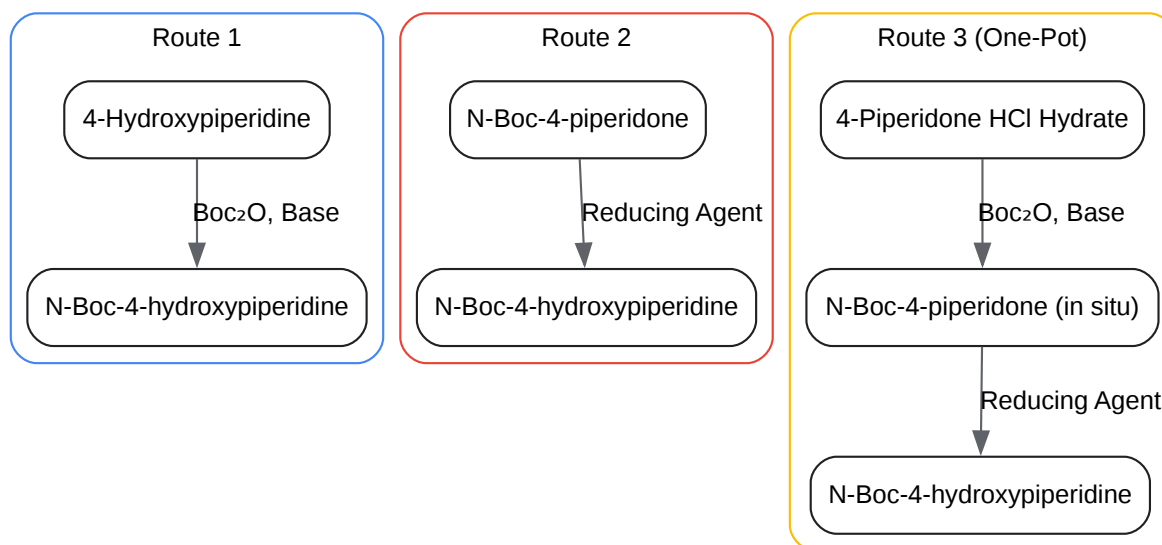 Route 1
4-Hydroxypiperidine
Boc₂O, Base
N-Boc-4-hydroxypiperidine
Route 2
N-Boc-4-piperidone
Reducing Agent
N-Boc-4-hydroxypiperidine
Route 3 (One-Pot)
4-Piperidone HCl Hydrate
Boc₂O, Base
N-Boc-4-piperidone (in situ)
Reducing Agent
N-Boc-4-hydroxypiperidine